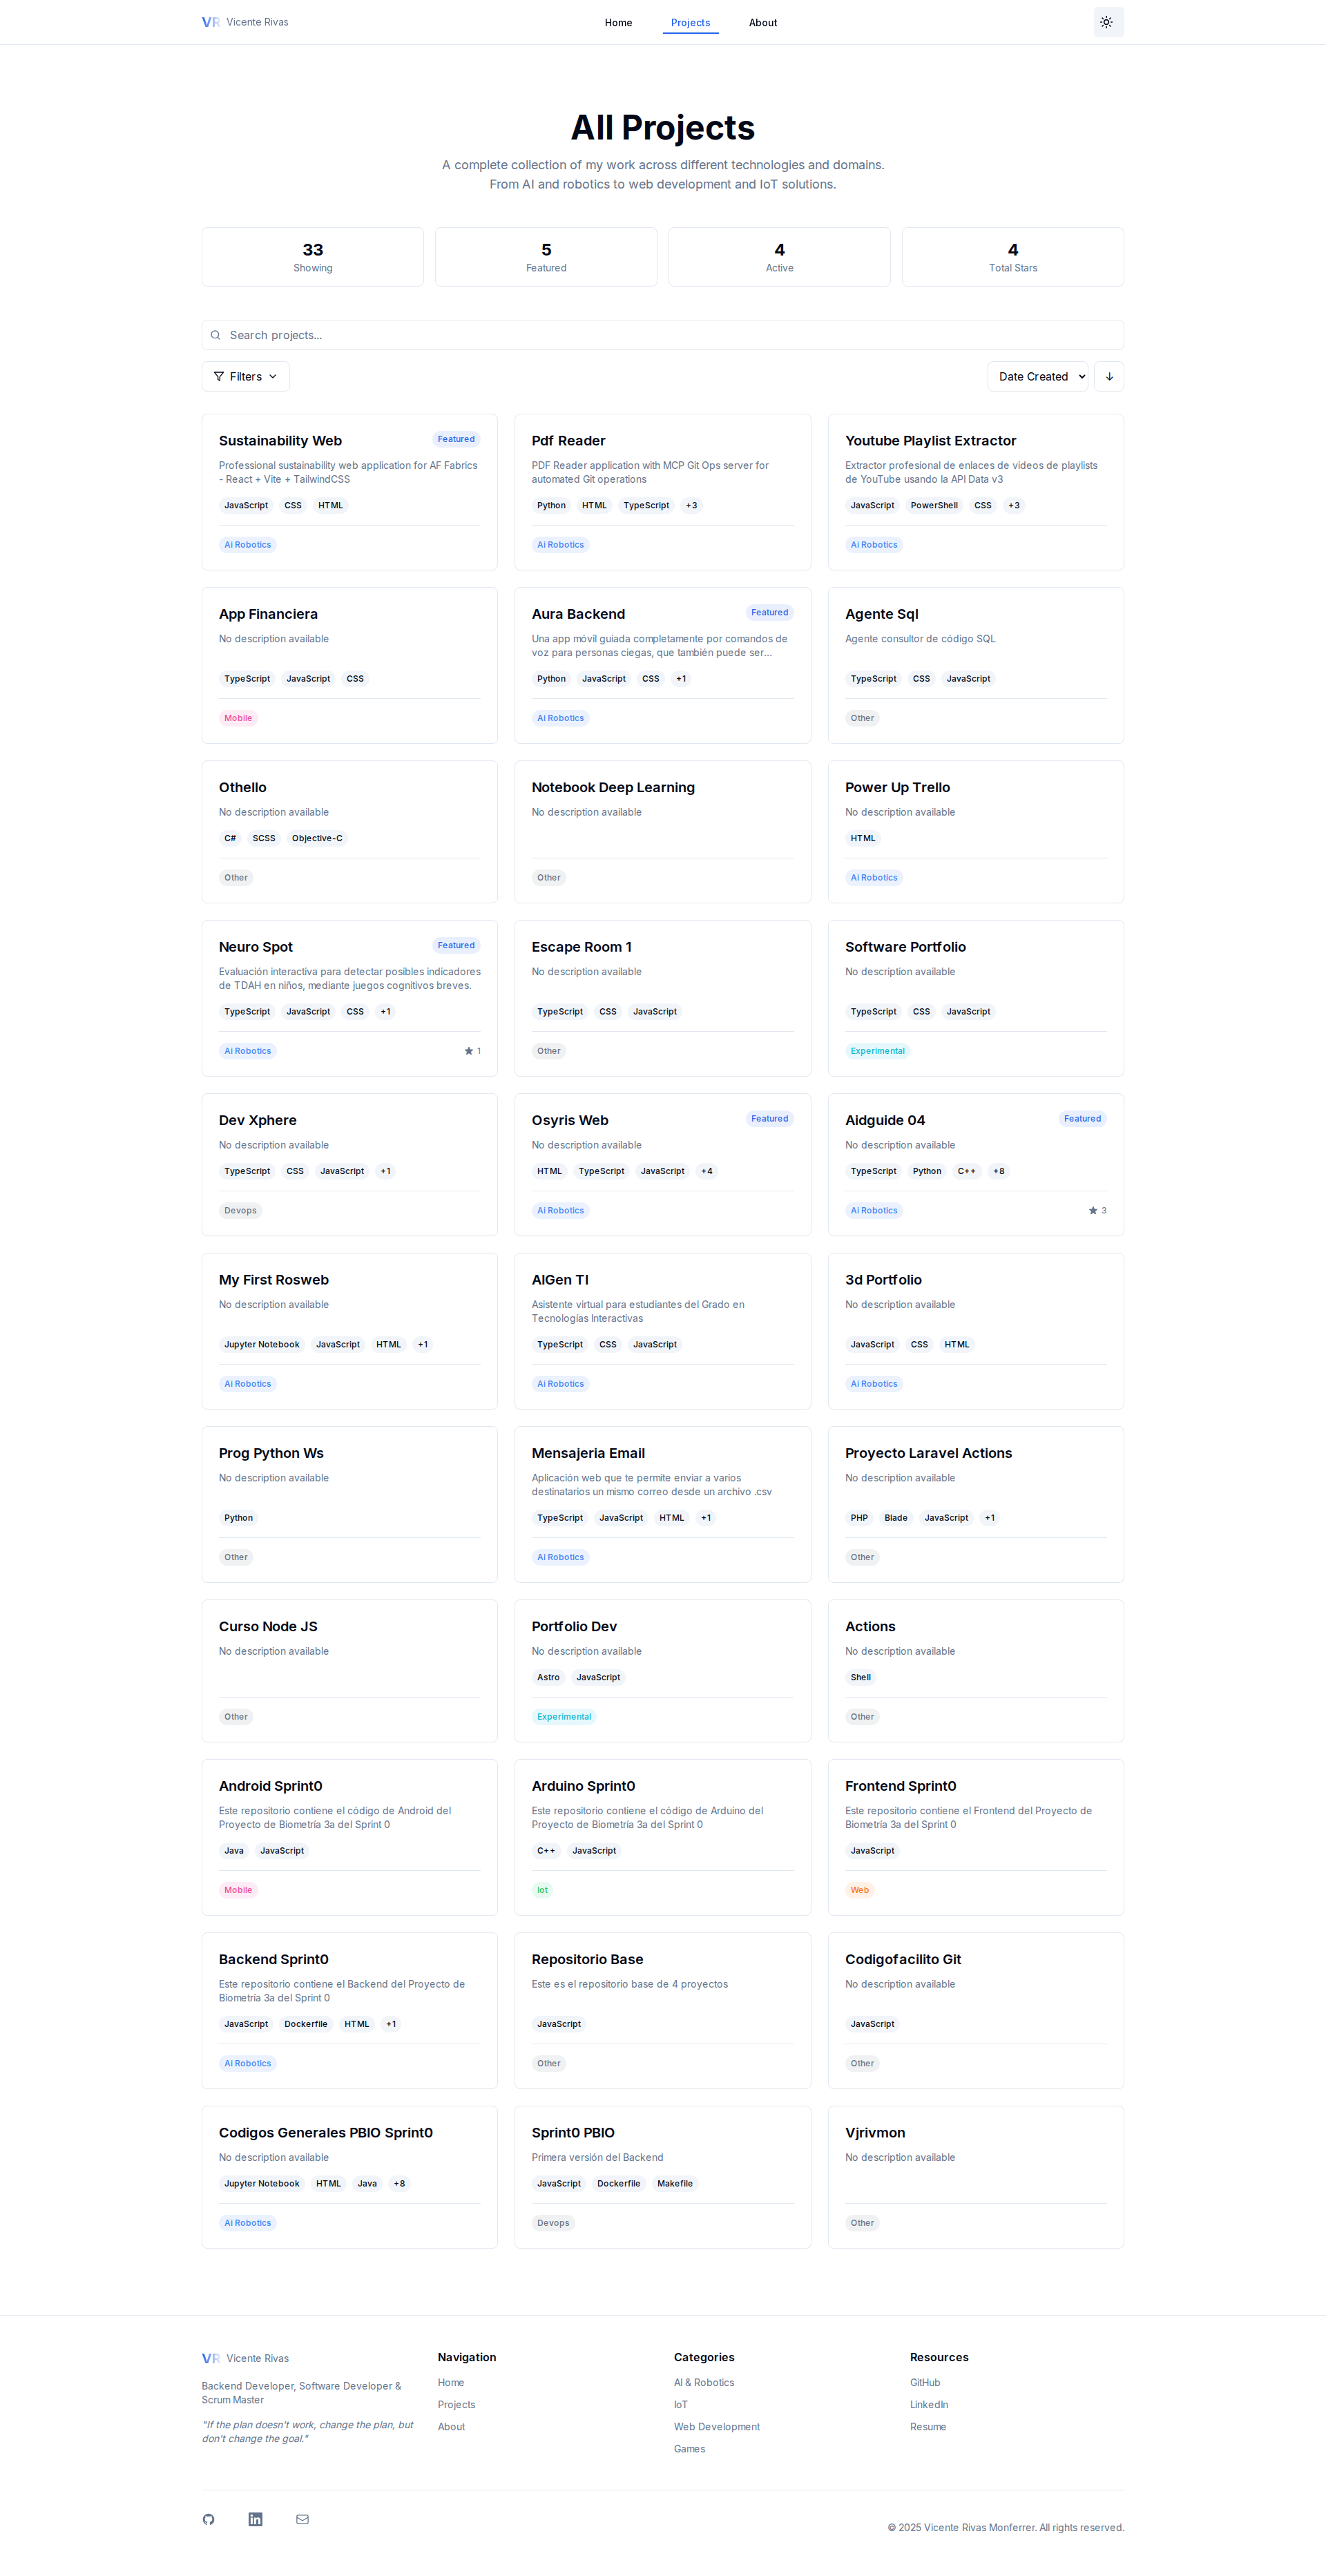 VR Vicente Rivas
Home Projects About
All Projects
A complete collection of my work across different technologies and domains.
From AI and robotics to web development and IoT solutions.
33
Showing
5
Featured
4
Active
4
Total Stars
Search projects...
Filters
Date Created
Sustainability Web
Featured
Professional sustainability web application for AF Fabrics
- React + Vite + TailwindCSS
JavaScript CSS HTML
Ai Robotics
Pdf Reader
PDF Reader application with MCP Git Ops server for
automated Git operations
Python HTML TypeScript +3
Ai Robotics
Youtube Playlist Extractor
Extractor profesional de enlaces de videos de playlists
de YouTube usando la API Data v3
JavaScript PowerShell CSS +3
Ai Robotics
App Financiera
No description available
TypeScript JavaScript CSS
Mobile
Aura Backend
Featured
Una app móvil guiada completamente por comandos de
voz para personas ciegas, que también puede ser...
Python JavaScript CSS +1
Ai Robotics
Agente Sql
Agente consultor de código SQL
TypeScript CSS JavaScript
Other
Othello
No description available
C# SCSS Objective-C
Other
Notebook Deep Learning
No description available
Other
Power Up Trello
No description available
HTML
Ai Robotics
Neuro Spot
Featured
Evaluación interactiva para detectar posibles indicadores
de TDAH en niños, mediante juegos cognitivos breves.
TypeScript JavaScript CSS +1
Ai Robotics
1
Escape Room 1
No description available
TypeScript CSS JavaScript
Other
Software Portfolio
No description available
TypeScript CSS JavaScript
Experimental
Dev Xphere
No description available
TypeScript CSS JavaScript +1
Devops
Osyris Web
Featured
No description available
HTML TypeScript JavaScript +4
Ai Robotics
Aidguide 04
Featured
No description available
TypeScript Python C++ +8
Ai Robotics
3
My First Rosweb
No description available
Jupyter Notebook JavaScript HTML +1
Ai Robotics
AIGen TI
Asistente virtual para estudiantes del Grado en
Tecnologías Interactivas
TypeScript CSS JavaScript
Ai Robotics
3d Portfolio
No description available
JavaScript CSS HTML
Ai Robotics
Prog Python Ws
No description available
Python
Other
Mensajeria Email
Aplicación web que te permite enviar a varios
destinatarios un mismo correo desde un archivo .csv
TypeScript JavaScript HTML +1
Ai Robotics
Proyecto Laravel Actions
No description available
PHP Blade JavaScript +1
Other
Curso Node JS
No description available
Other
Portfolio Dev
No description available
Astro JavaScript
Experimental
Actions
No description available
Shell
Other
Android Sprint0
Este repositorio contiene el código de Android del
Proyecto de Biometría 3a del Sprint 0
Java JavaScript
Mobile
Arduino Sprint0
Este repositorio contiene el código de Arduino del
Proyecto de Biometría 3a del Sprint 0
C++ JavaScript
Iot
Frontend Sprint0
Este repositorio contiene el Frontend del Proyecto de
Biometría 3a del Sprint 0
JavaScript
Web
Backend Sprint0
Este repositorio contiene el Backend del Proyecto de
Biometría 3a del Sprint 0
JavaScript Dockerfile HTML +1
Ai Robotics
Repositorio Base
Este es el repositorio base de 4 proyectos
JavaScript
Other
Codigofacilito Git
No description available
JavaScript
Other
Codigos Generales PBIO Sprint0
No description available
Jupyter Notebook HTML Java +8
Ai Robotics
Sprint0 PBIO
Primera versión del Backend
JavaScript Dockerfile Makefile
Devops
Vjrivmon
No description available
Other
VR Vicente Rivas
Backend Developer, Software Developer &
Scrum Master
"If the plan doesn't work, change the plan, but
don't change the goal."
Navigation
Home
Projects
About
Categories
AI & Robotics
IoT
Web Development
Games
Resources
GitHub
LinkedIn
Resume
© 2025 Vicente Rivas Monferrer. All rights reserved.